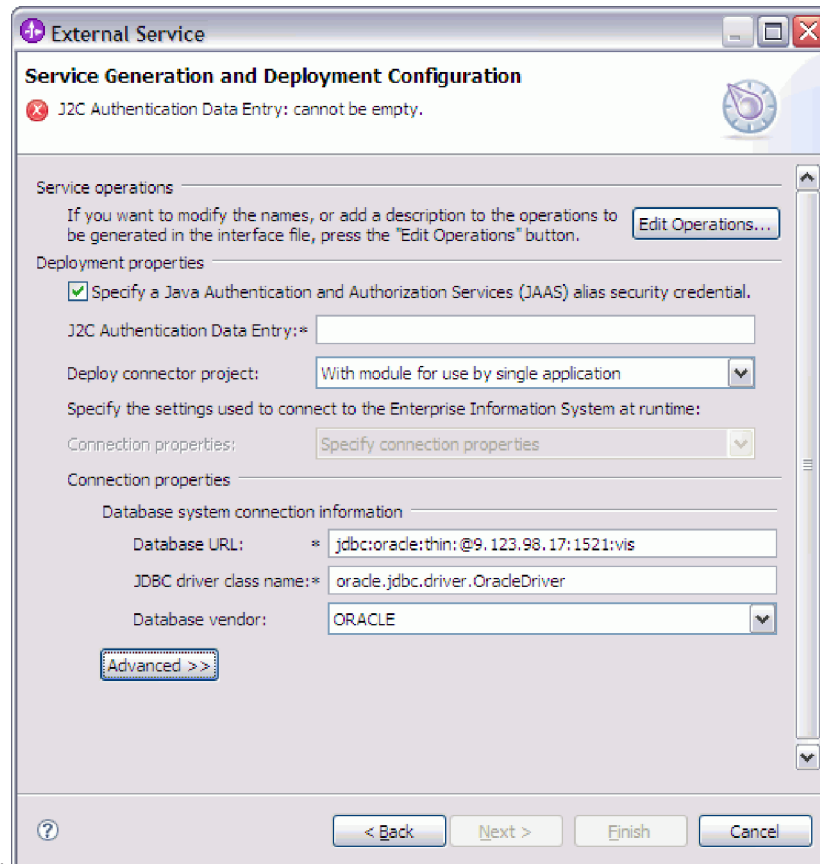 External Service
Service Generation and Deployment Configuration
J2C Authentication Data Entry: cannot be empty.
Service operations
If you want to modify the names, or add a description to the operations to
be generated in the interface file, press the "Edit Operations" button.
Edit Operations...
Deployment properties
Specify a Java Authentication and Authorization Services (JAAS) alias security credential.
J2C Authentication Data Entry:*
Deploy connector project: With module for use by single application
Specify the settings used to connect to the Enterprise Information System at runtime:
Connection properties: Specify connection properties
Connection properties
Database system connection information
Database URL: * jdbc:oracle:thin:@9.123.98.17:1521:vis
JDBC driver class name:* oracle.jdbc.driver.OracleDriver
Database vendor: ORACLE
Advanced >>
? < Back Next > Finish Cancel